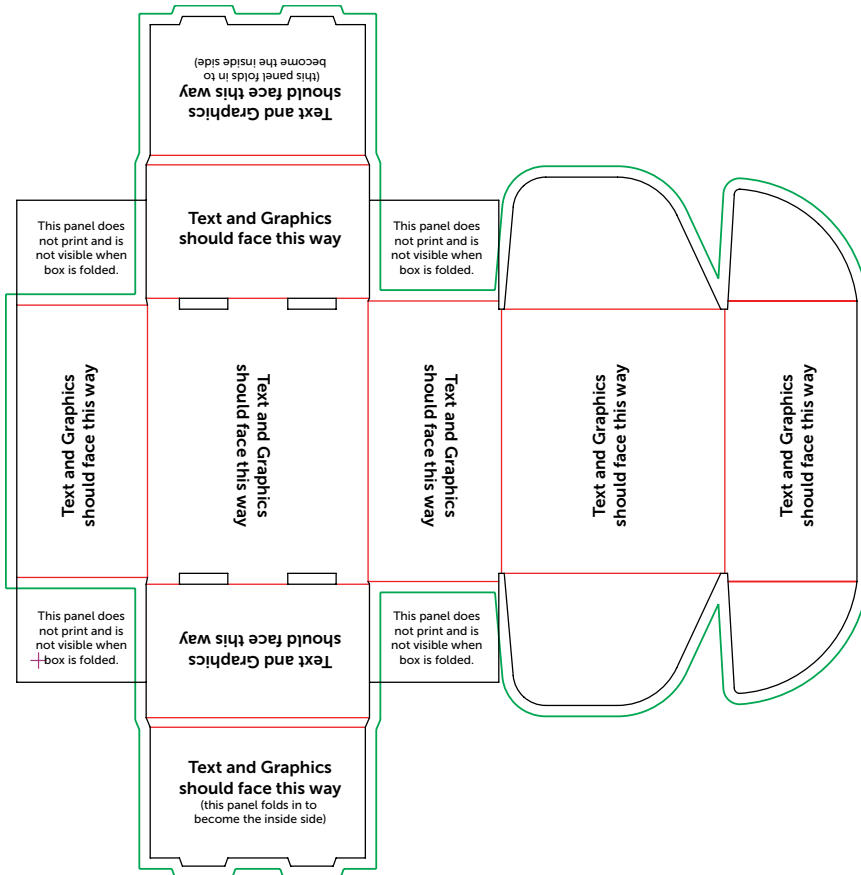 Text and Graphics
should face this way
(this panel folds in to
become the inside side)
This panel does
not print and is
not visible when
box is folded.
Text and Graphics
should face this way
This panel does
not print and is
not visible when
box is folded.
Text and Graphics
should face this way
Text and Graphics
should face this way
Text and Graphics
should face this way
Text and Graphics
should face this way
Text and Graphics
should face this way
This panel does
not print and is
not visible when
box is folded.
Text and Graphics
should face this way
This panel does
not print and is
not visible when
box is folded.
Text and Graphics
should face this way
(this panel folds in to
become the inside side)